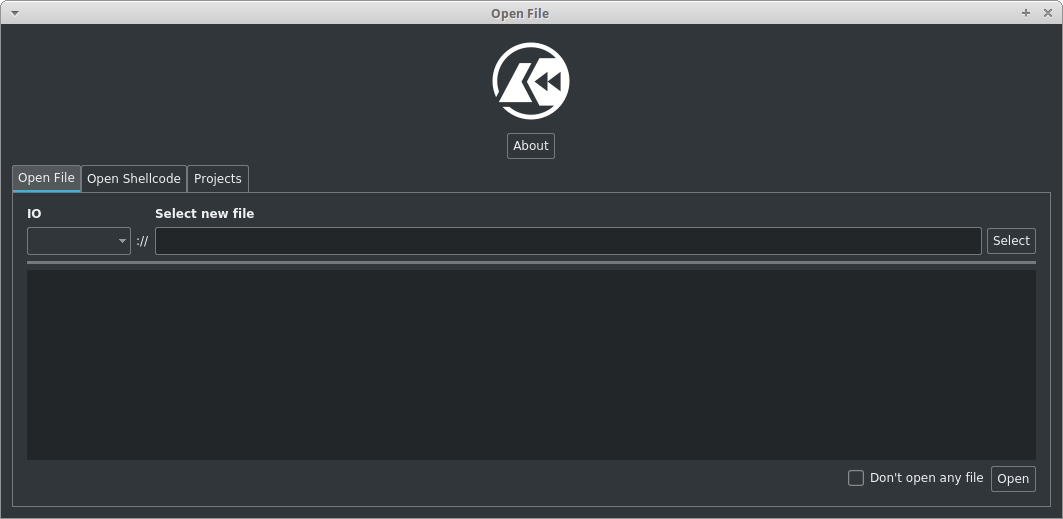 Open File
About
Open File Open Shellcode Projects
IO Select new file
:// Select
Don't open any file Open